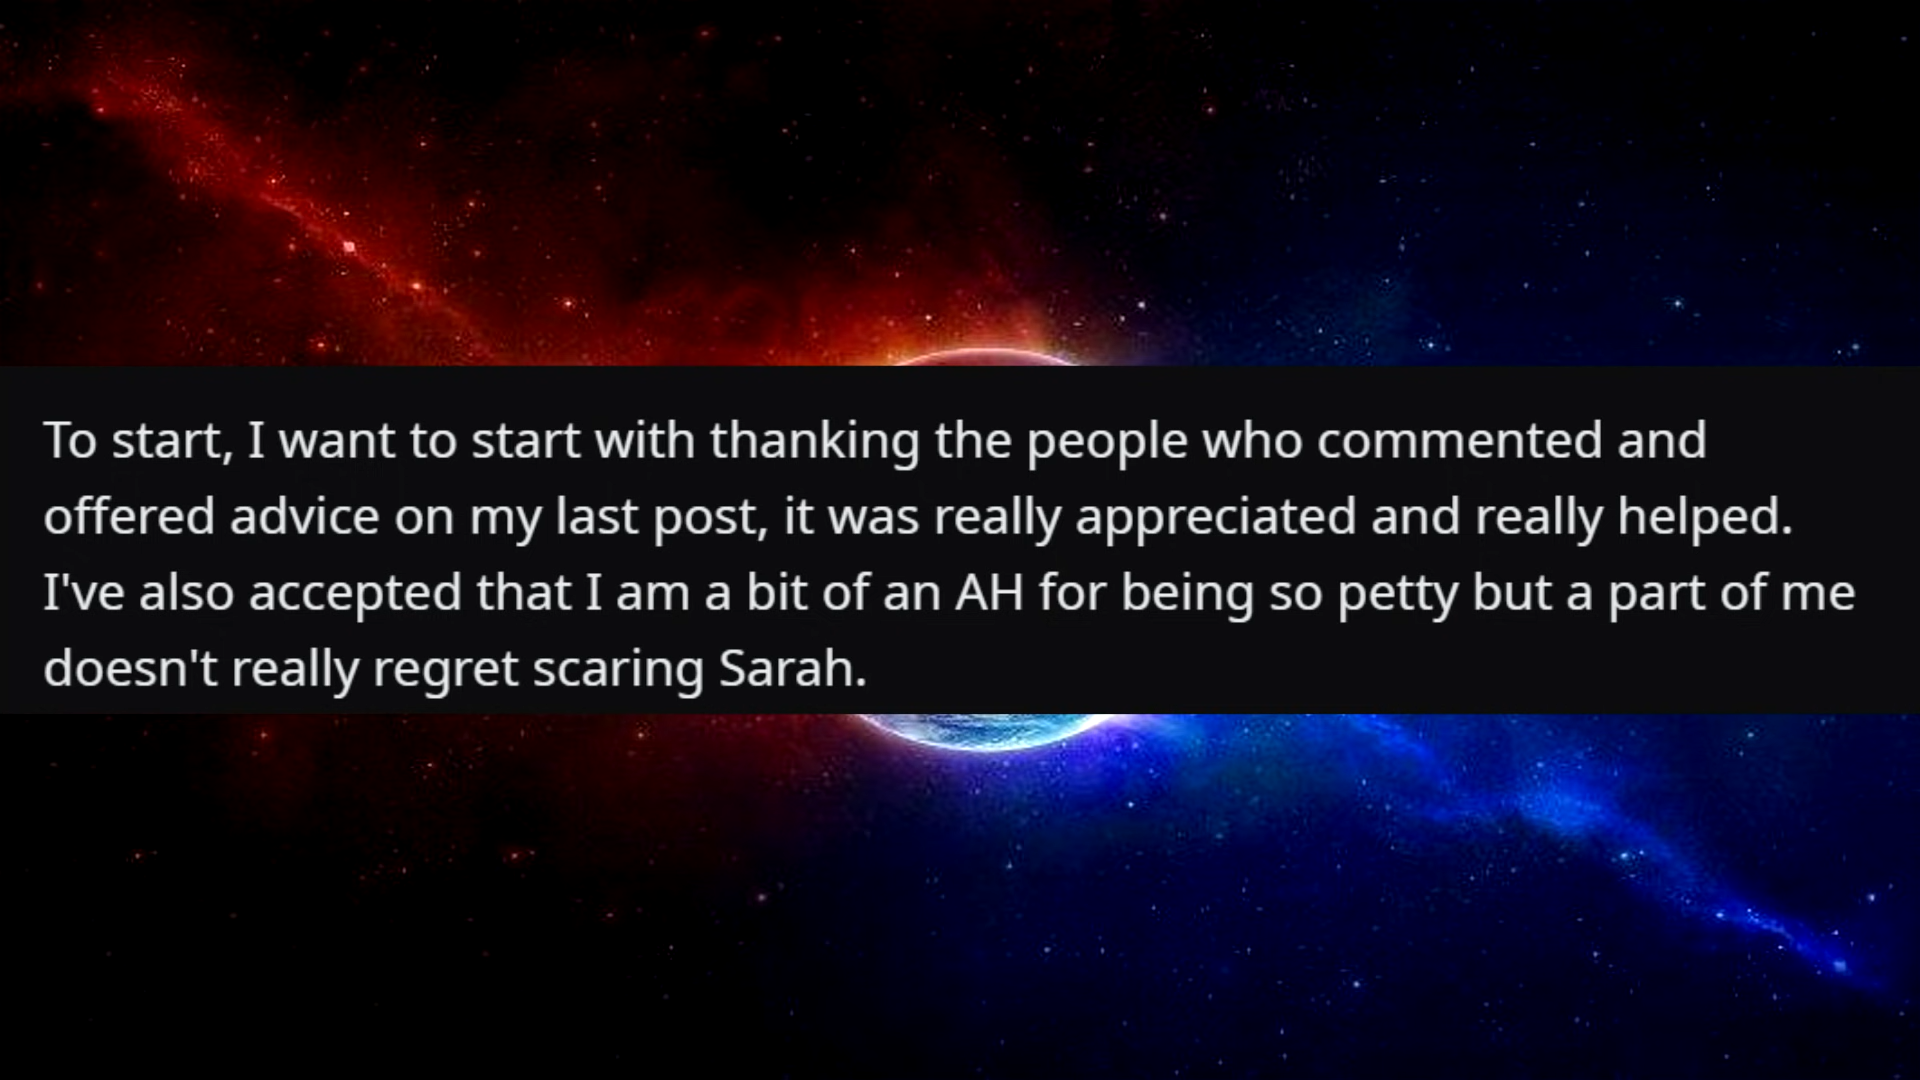 To start, I want to start with thanking the people who commented and
offered advice on my last post, it was really appreciated and really helped.
I've also accepted that I am a bit of an AH for being so petty but a part of me
doesn't really regret scaring Sarah.